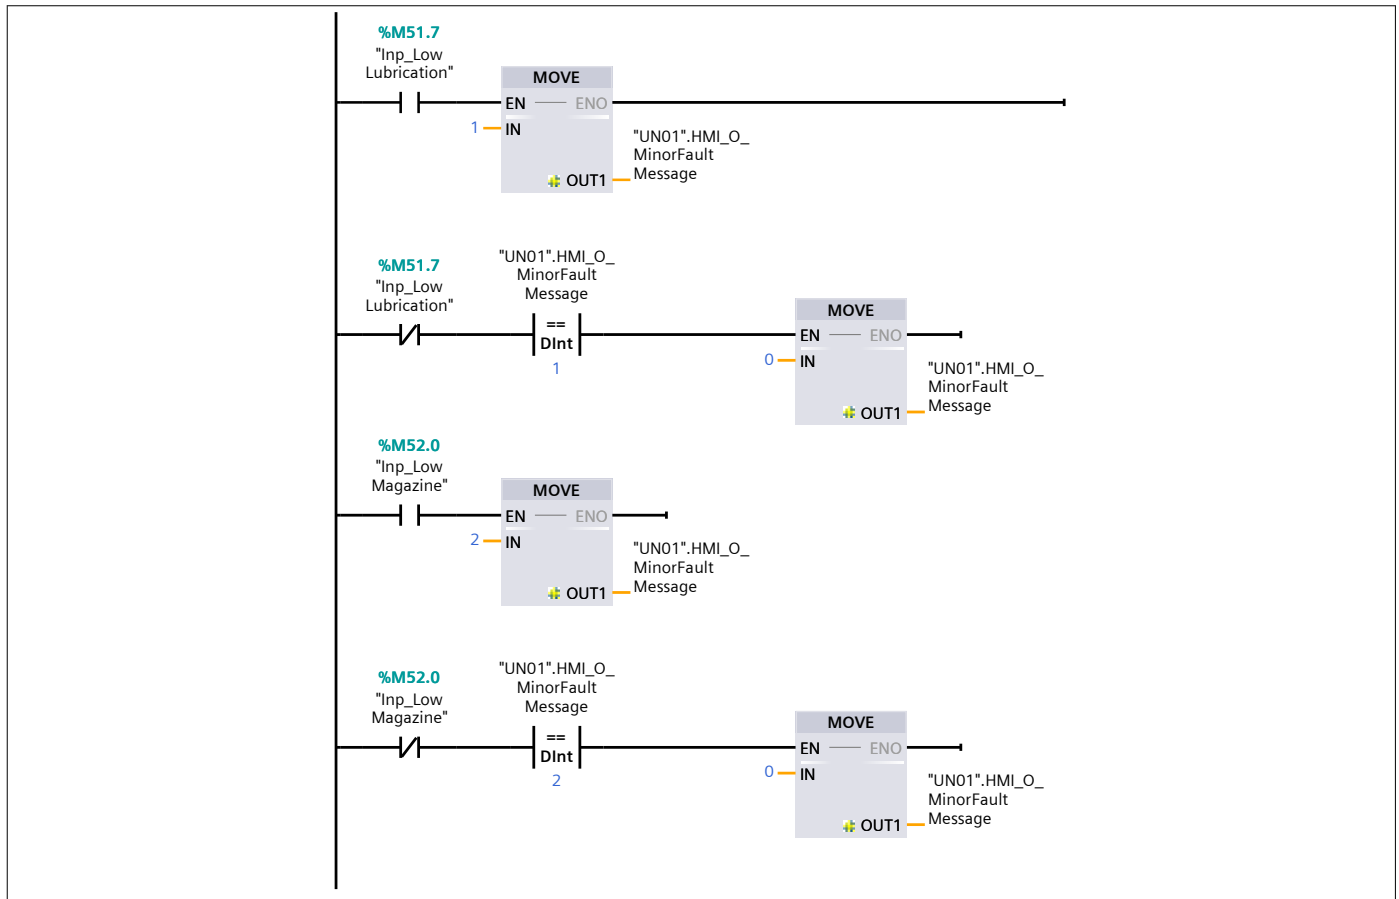 %M51.7
"Inp_Low
Lubrication"
MOVE
EN
ENO
1
IN
"UN01".HMI_O_
MinorFault
Message
OUT1
%M51.7
"Inp_Low
Lubrication"
"UN01".HMI_O_
MinorFault
Message
==
DInt
1
MOVE
EN
ENO
0
IN
"UN01".HMI_O_
MinorFault
Message
OUT1
%M52.0
"Inp_Low
Magazine"
MOVE
EN
ENO
2
IN
"UN01".HMI_O_
MinorFault
Message
OUT1
%M52.0
"Inp_Low
Magazine"
"UN01".HMI_O_
MinorFault
Message
==
DInt
2
MOVE
EN
ENO
0
IN
"UN01".HMI_O_
MinorFault
Message
OUT1